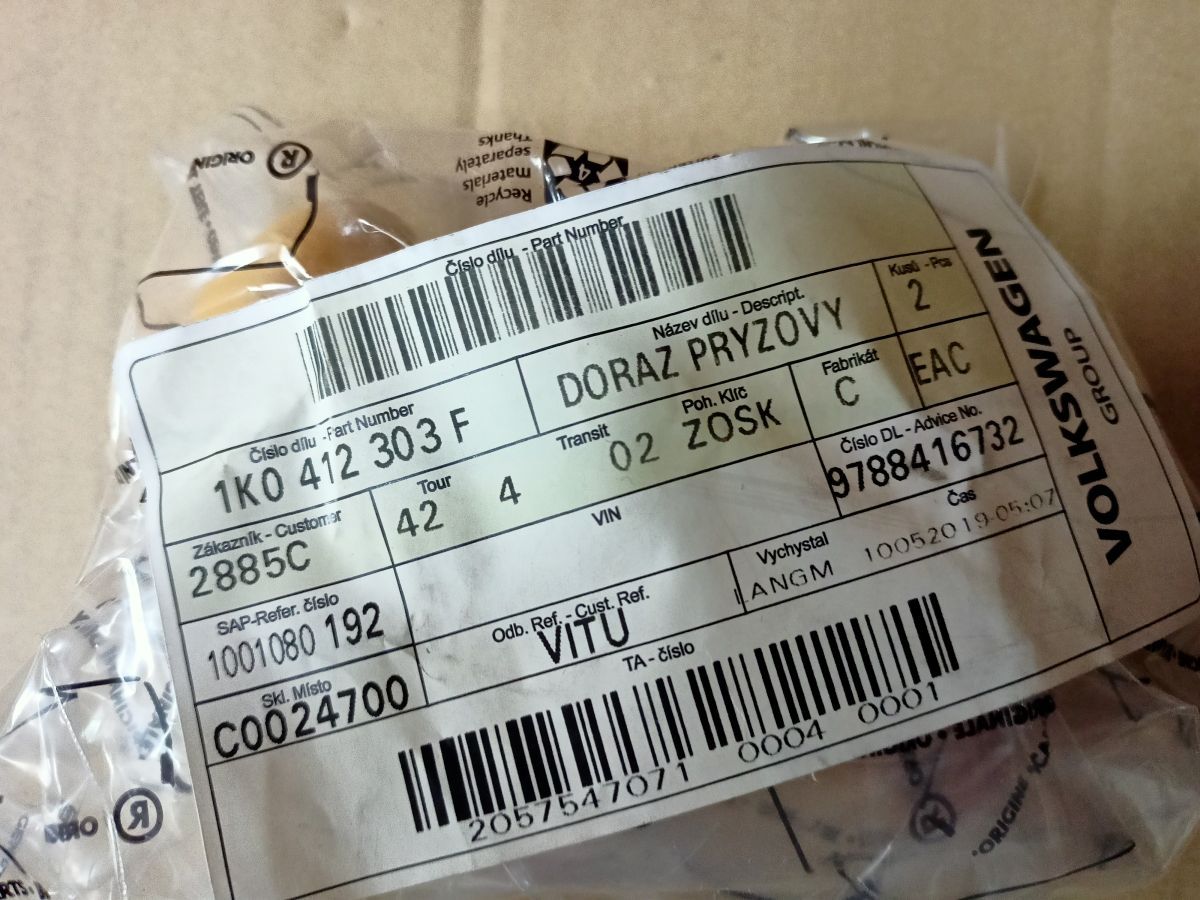 ORIGIN
®
Recycle
materials
separately
Thanks
4
Číslo dílu - Part Number
Název dílu - Descript.
DORAZ PRYZOVY
Kusů - Pcs
2
Číslo dílu - Part Number
1K0 412 303 F
Transit
02
Poh. Klíč
ZOSK
Fabrikát
C
EAC
Zákazník - Customer
2885C
Tour
42 4
VIN
Číslo DL - Advice No.
9788416732
SAP-Refer. číslo
1001080 192
Odb. Ref. - Cust. Ref.
VITU
Vychystal
ANGM
Čas
10052019-05:07
Skl. Místo
C0024700
TA - číslo
2057547071 0004 0001
VOLKSWAGEN
GROUP
®
ORIGINE